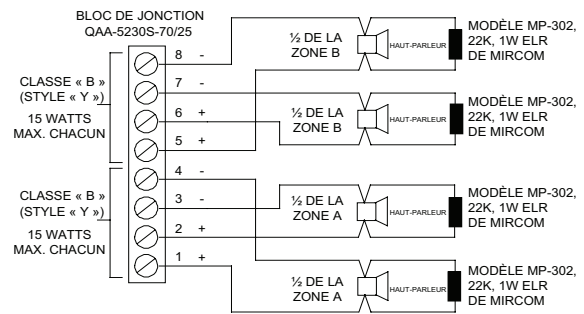 BLOC DE JONCTION
QAA-5230S-70/25
CLASSE « B »
(STYLE « Y »)
15 WATTS
MAX. CHACUN
CLASSE « B »
(STYLE « Y »)
15 WATTS
MAX. CHACUN
8 -
7 -
6 +
5 +
4 -
3 -
2 +
1 +
½ DE LA
ZONE B
HAUT-PARLEUR
MODÈLE MP-302,
22K, 1W ELR
DE MIRCOM
½ DE LA
ZONE B
HAUT-PARLEUR
MODÈLE MP-302,
22K, 1W ELR
DE MIRCOM
½ DE LA
ZONE A
HAUT-PARLEUR
MODÈLE MP-302,
22K, 1W ELR
DE MIRCOM
½ DE LA
ZONE A
HAUT-PARLEUR
MODÈLE MP-302,
22K, 1W ELR
DE MIRCOM